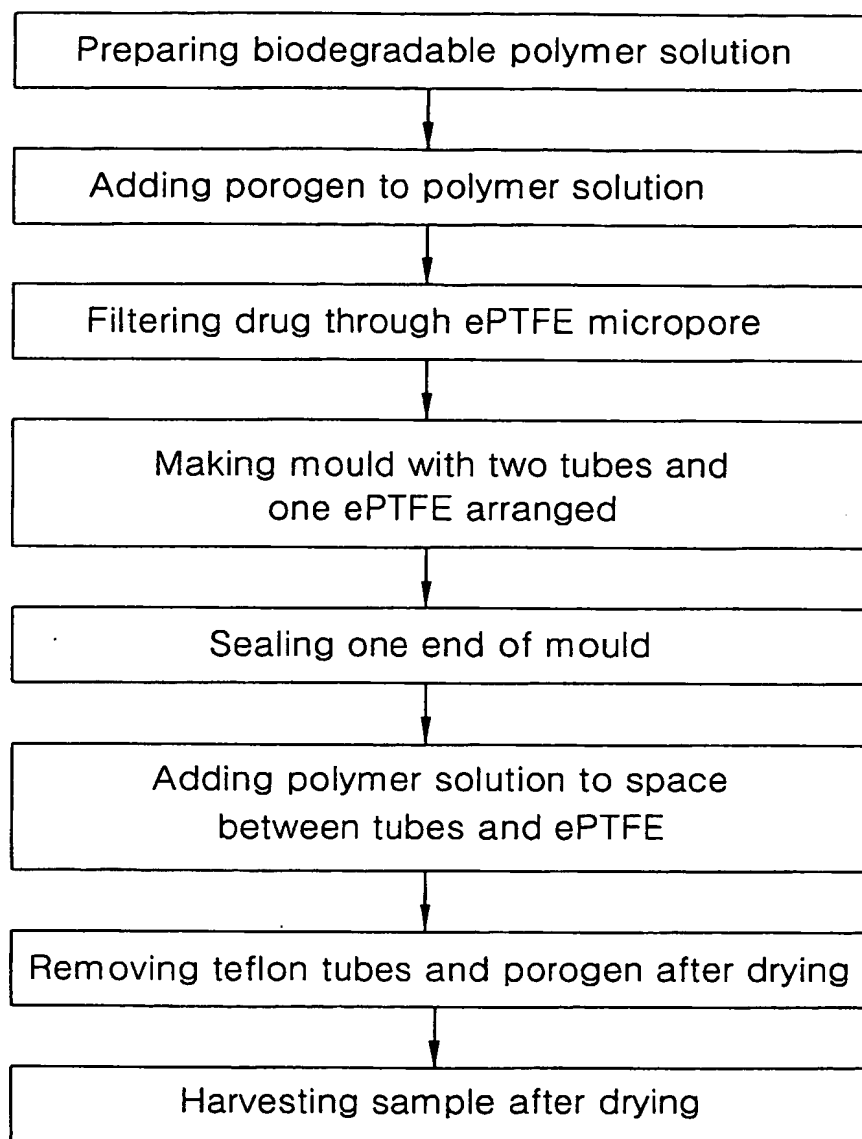 Preparing biodegradable polymer solution
Adding porogen to polymer solution
Filtering drug through ePTFE micropore
Making mould with two tubes and
one ePTFE arranged
Sealing one end of mould
Adding polymer solution to space
between tubes and ePTFE
Removing teflon tubes and porogen after drying
Harvesting sample after drying